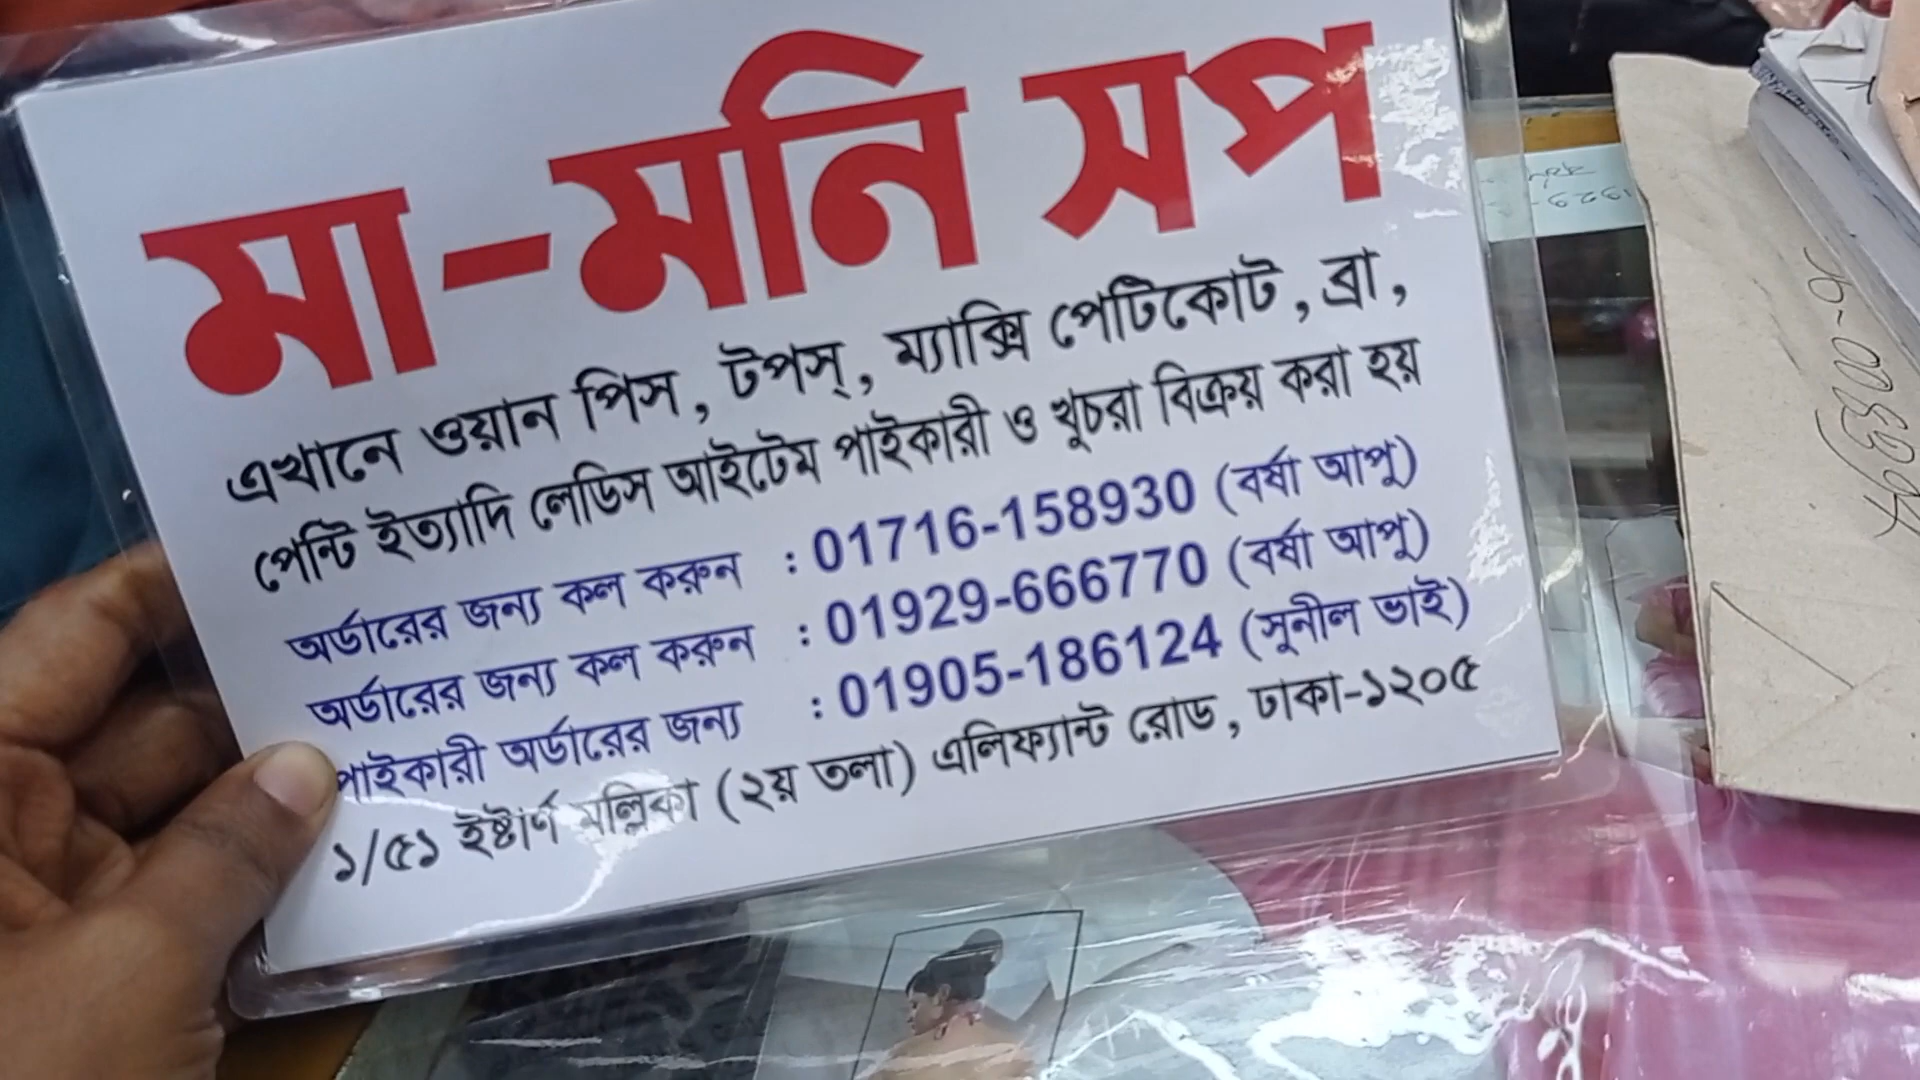 মা-মনি সপ
এখানে ওয়ান পিস, টপস্, ম্যাক্সি পেটিকোট, ব্রা,
পেন্টি ইত্যাদি লেডিস আইটেম পাইকারী ও খুচরা বিক্রয় করা হয়
অর্ডারের জন্য কল করুন : 01716-158930 (বর্ষা আপু)
অর্ডারের জন্য কল করুন : 01929-666770 (বর্ষা আপু)
পাইকারী অর্ডারের জন্য : 01905-186124 (সুনীল ভাই)
১/৫১ ইষ্টার্ণ মল্লিকা (২য় তলা) এলিফ্যান্ট রোড, ঢাকা-১২০৫